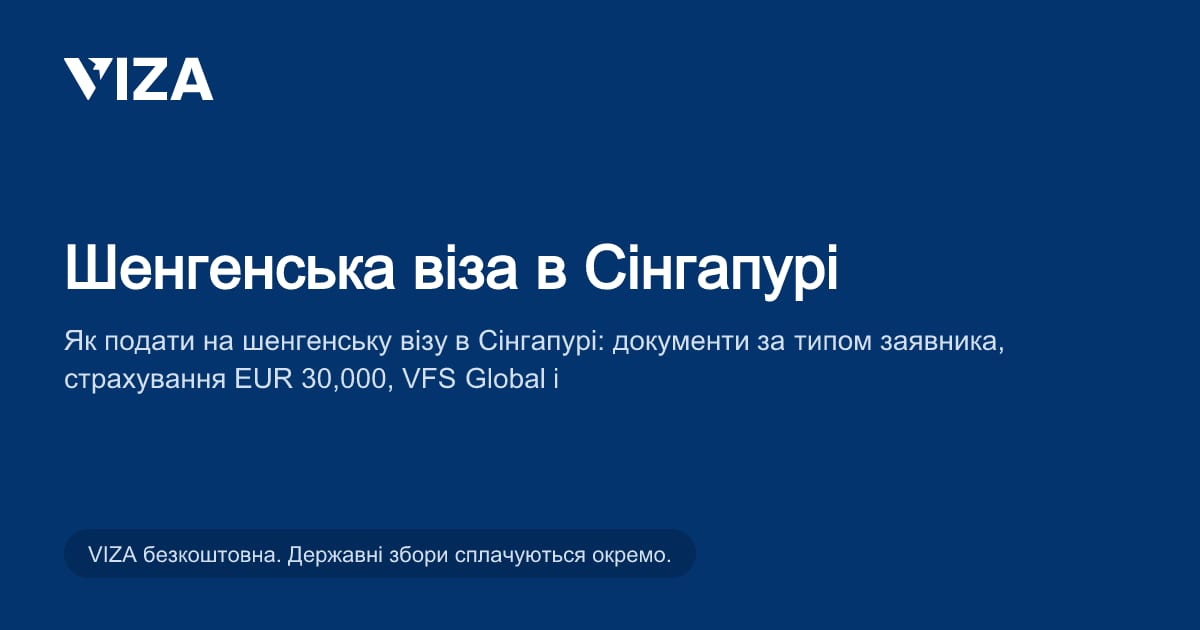 VIZA
Шенгенська віза в Сінгапурі
Як подати на шенгенську візу в Сінгапурі: документи за типом заявника,
страхування EUR 30,000, VFS Global і
VIZA безкоштовна. Державні збори сплачуються окремо.